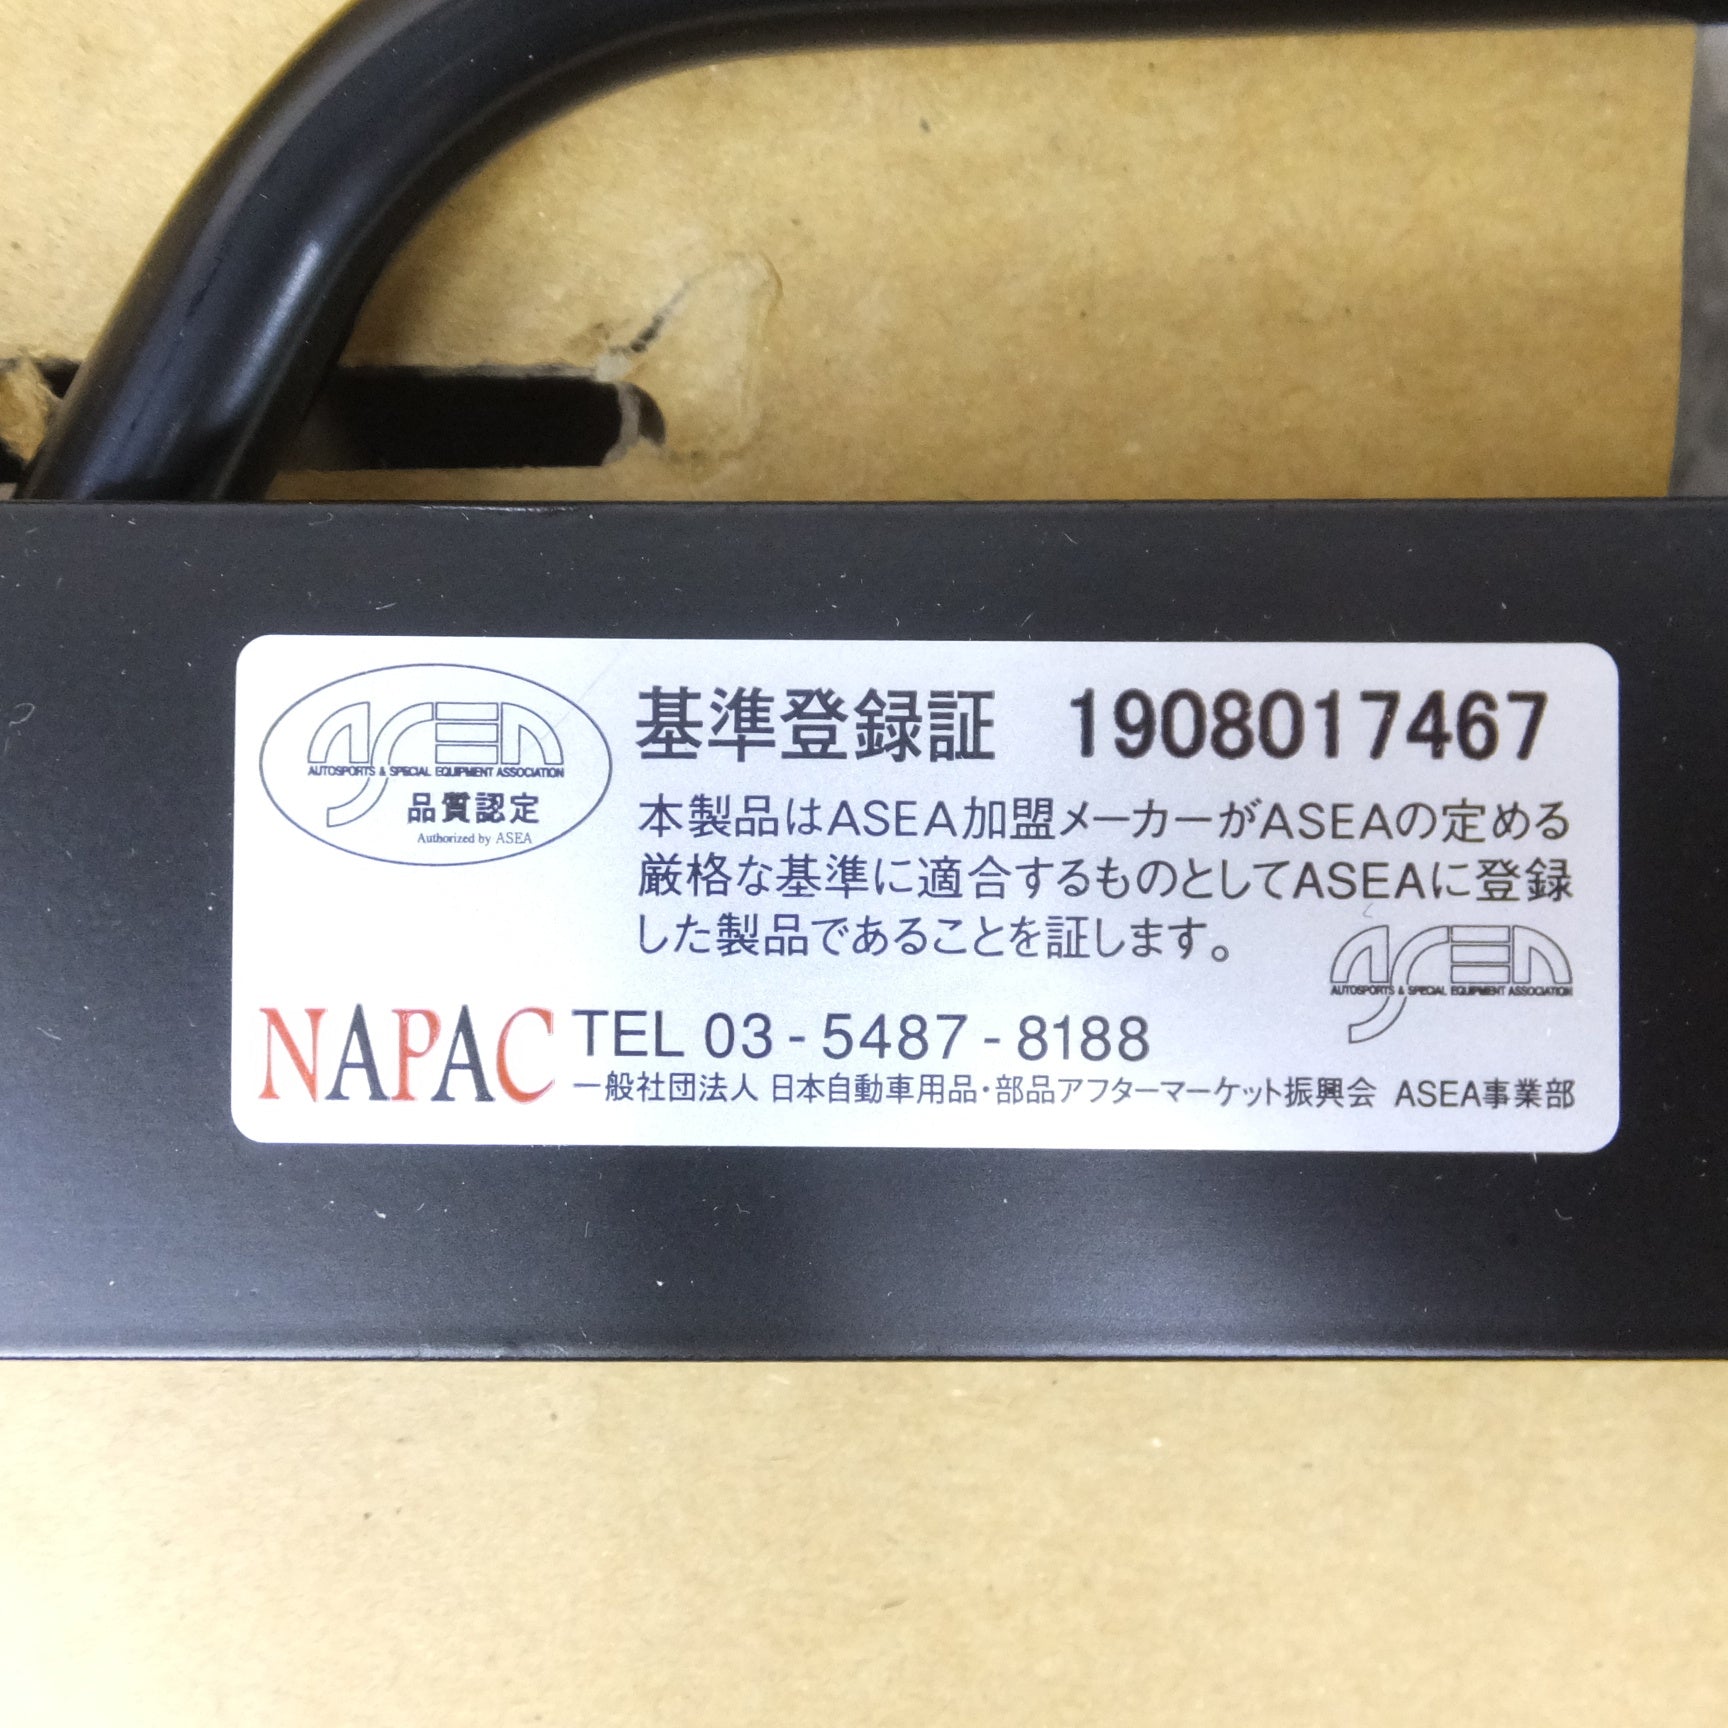 ASEA
AUTOSPORTS & SPECIAL EQUIPMENT ASSOCIATION
品質認定
Authorized by ASEA
基準登録証 1908017467
本製品はASEA加盟メーカーがASEAの定める
厳格な基準に適合するものとしてASEAに登録
した製品であることを証します。
ASEA
AUTOSPORTS & SPECIAL EQUIPMENT ASSOCIATION
NAPAC TEL 03-5487-8188
一般社団法人 日本自動車用品・部品アフターマーケット振興会 ASEA事業部